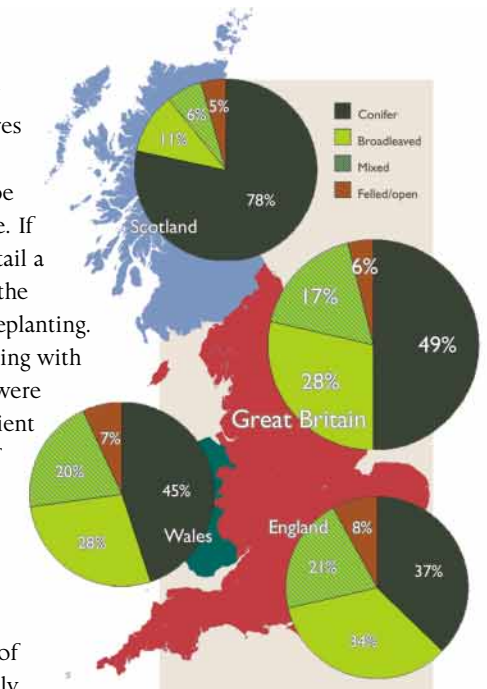 res
be
e. If
tail a
the
eplanting.
ing with
were
ient
of
ly
5%
6%
11%
78%
Scotland
Conifer
Broadleaved
Mixed
Felled/open
6%
17%
49%
28%
Great Britain
7%
20%
45%
28%
Wales
England
8%
21%
37%
34%